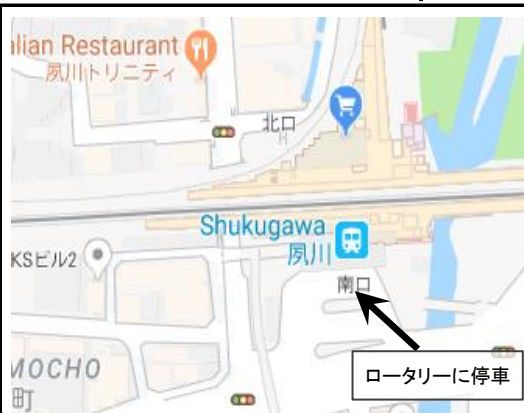 alian Restaurant
夙川トリニティ
北口
Shukugawa
夙川
KSビル2
南口
MOCHO
町
ロータリーに停車